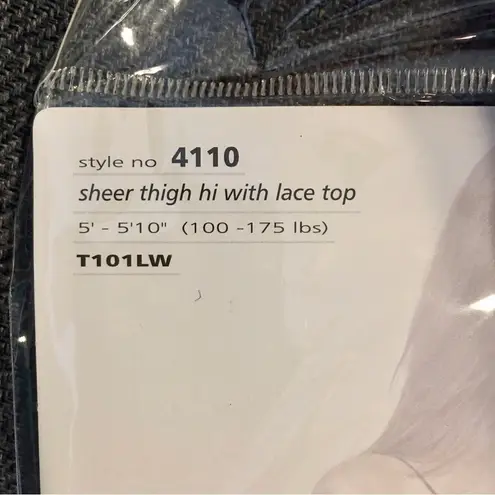 style no 4110
sheer thigh hi with lace top
5' - 5'10" (100 -175 lbs)
T101LW